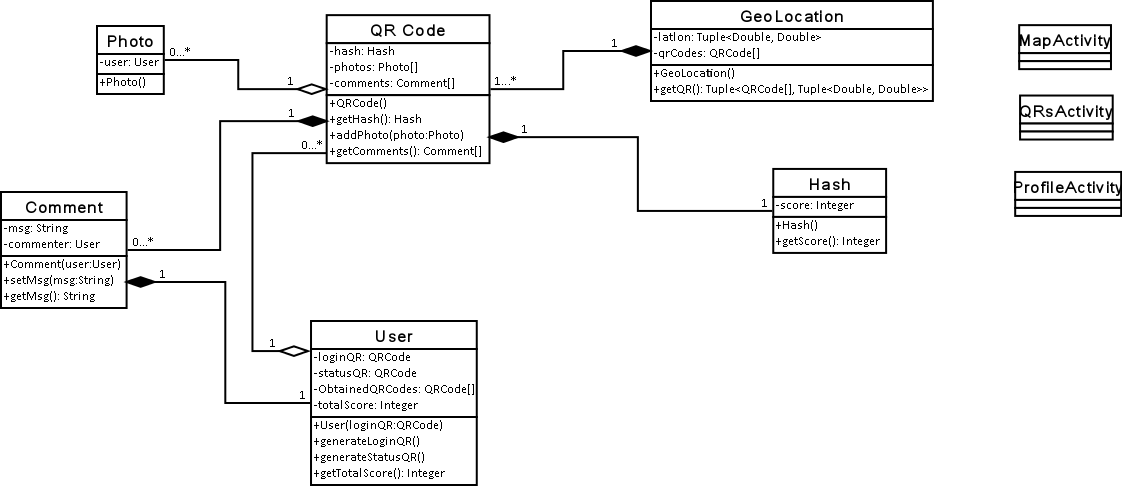 Photo
-user: User
+Photo()
0...*
1
QR Code
-hash: Hash
-photos: Photo[]
-comments: Comment[]
+QRCode()
+getHash(): Hash
+addPhoto(photo:Photo)
+getComments(): Comment[]
1
0...*
1
1...*
1
GeoLocation
-latlon: Tuple<Double, Double>
-qrCodes: QRCode[]
+GeoLocation()
+getQR(): Tuple<QRCode[], Tuple<Double, Double>>
MapActivity
QRsActivity
ProfileActivity
1
Hash
-score: Integer
+Hash()
+getScore(): Integer
Comment
-msg: String
-commenter: User
+Comment(user:User)
+setMsg(msg:String)
+getMsg(): String
0...*
1
1
1
User
-loginQR: QRCode
-statusQR: QRCode
-ObtainedQRCodes: QRCode[]
-totalScore: Integer
+User(loginQR:QRCode)
+generateLoginQR()
+generateStatusQR()
+getTotalScore(): Integer